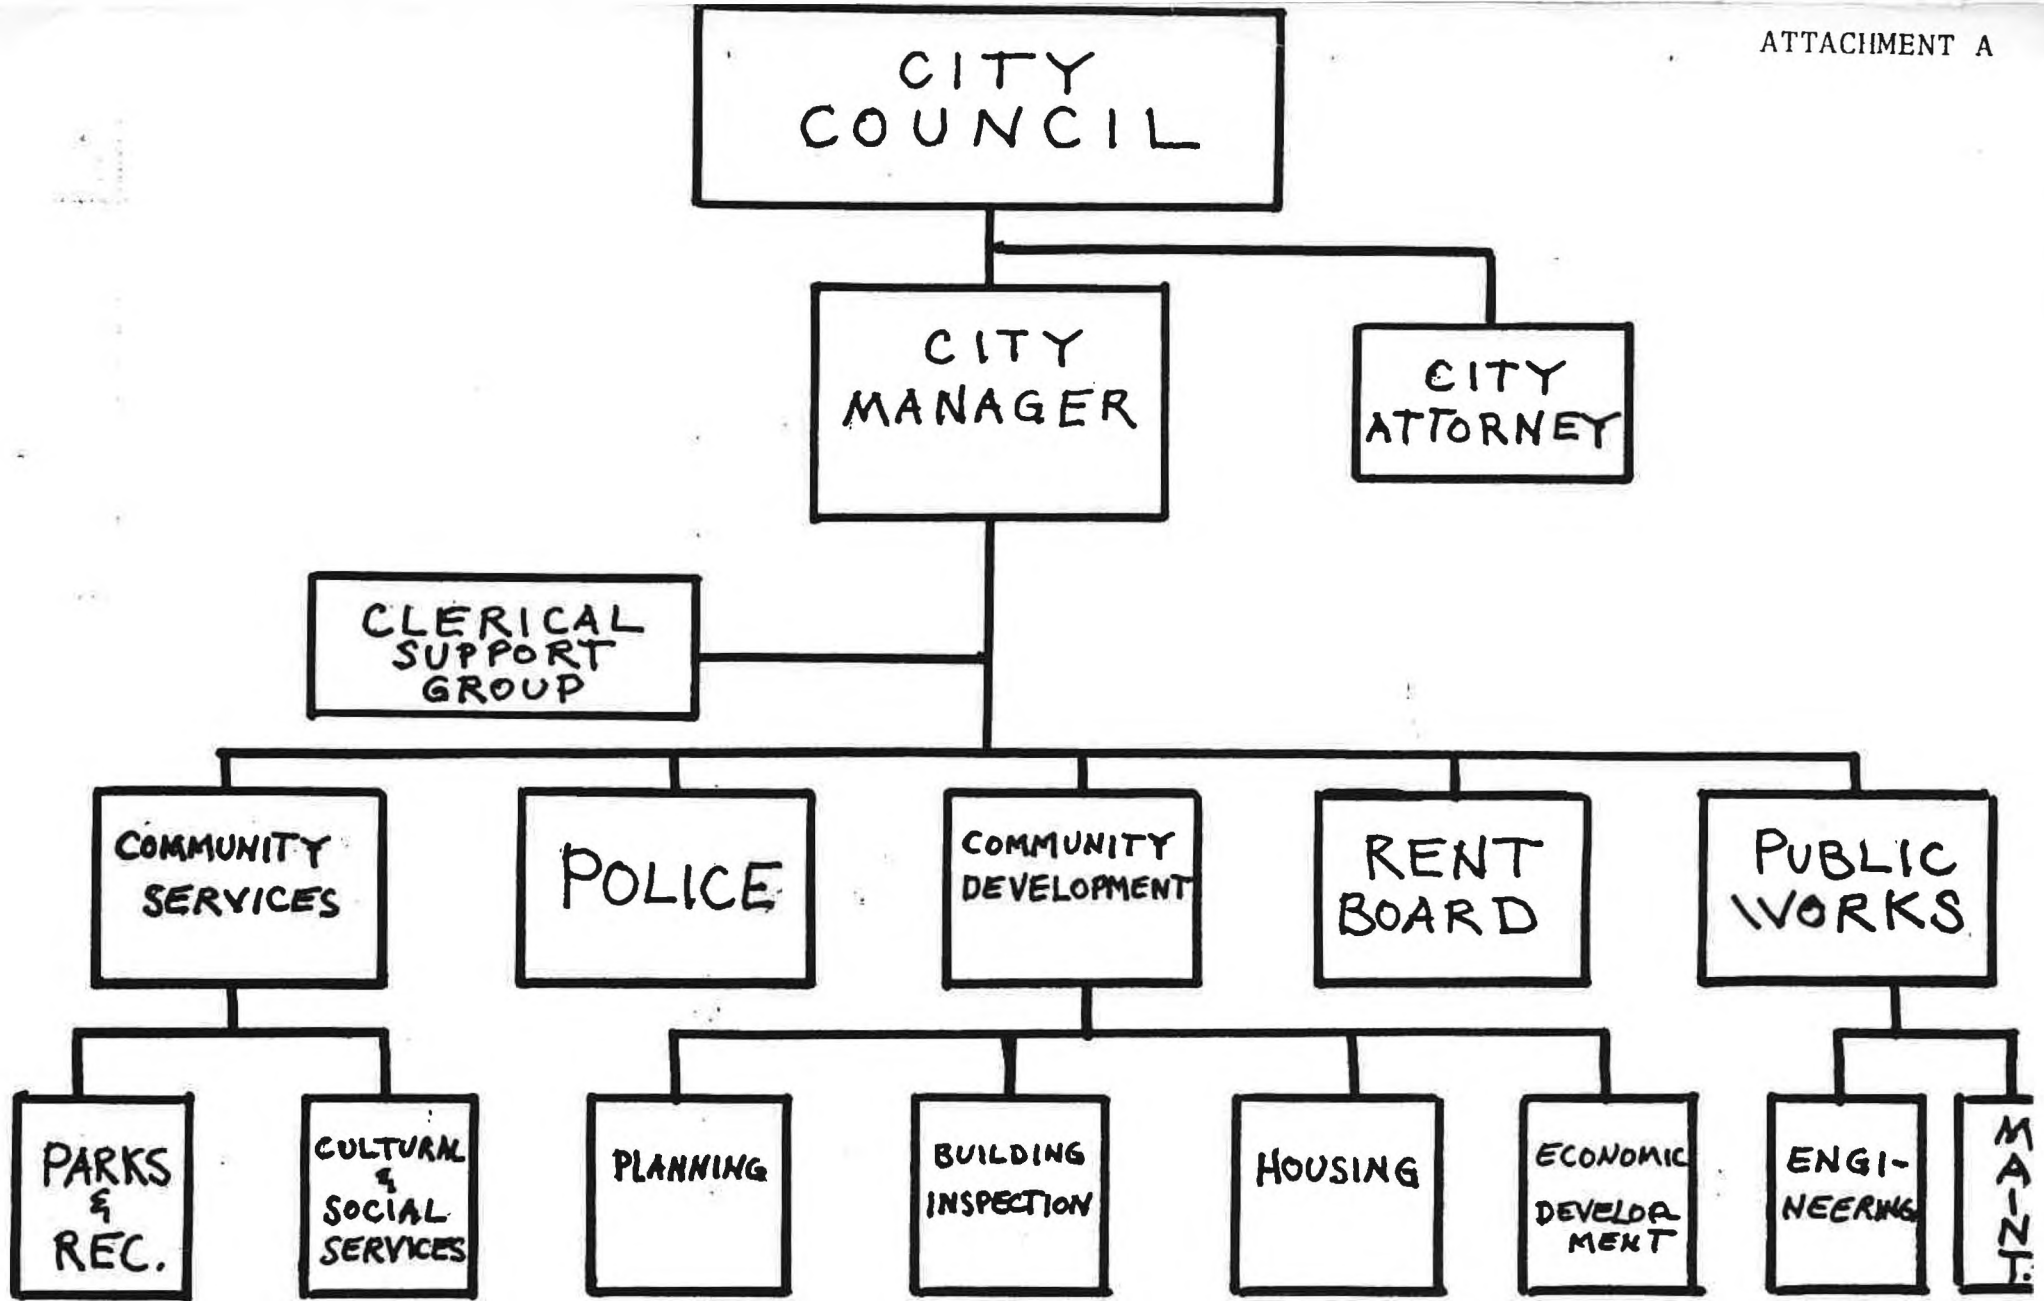 ATTACHMENT A
CITY
COUNCIL
CITY
MANAGER
CITY
ATTORNEY
CLERICAL
SUPPORT
GROUP
COMMUNITY
SERVICES
POLICE
COMMUNITY
DEVELOPMENT
RENT
BOARD
PUBLIC
WORKS
PARKS
&
REC.
CULTURAL
&
SOCIAL
SERVICES
PLANNING
BUILDING
INSPECTION
HOUSING
ECONOMIC
DEVELOP
MENT
ENGI-
NEERING
MAINT.